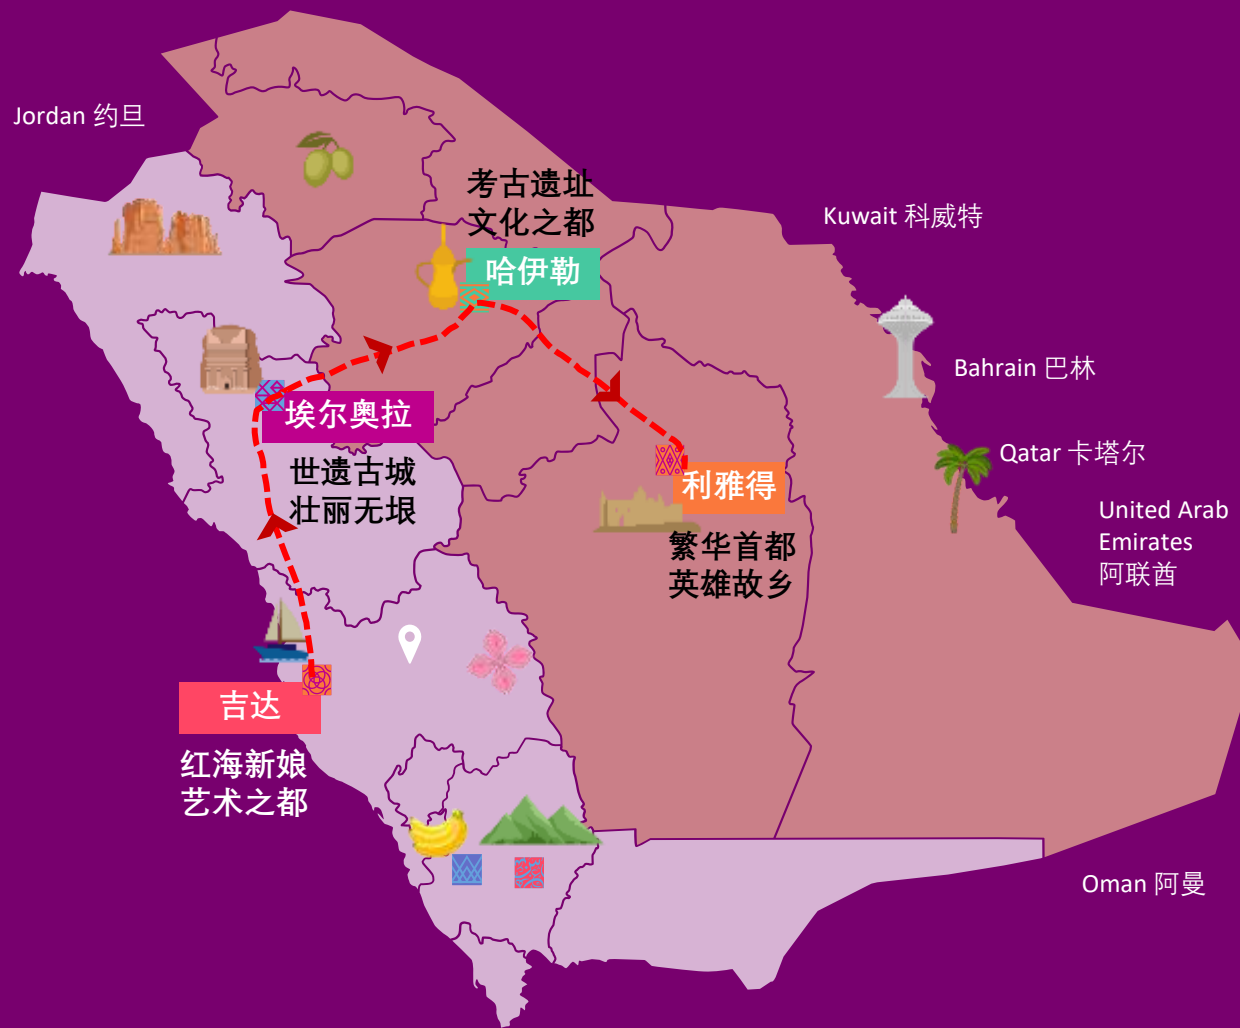 Jordan 约旦
考古遗址
文化之都
哈伊勒
Kuwait 科威特
Bahrain 巴林
埃尔奥拉
世遗古城
壮丽无垠
Qatar 卡塔尔
利雅得
繁华首都
英雄故乡
United Arab
Emirates
阿联酋
吉达
红海新娘
艺术之都
Oman 阿曼